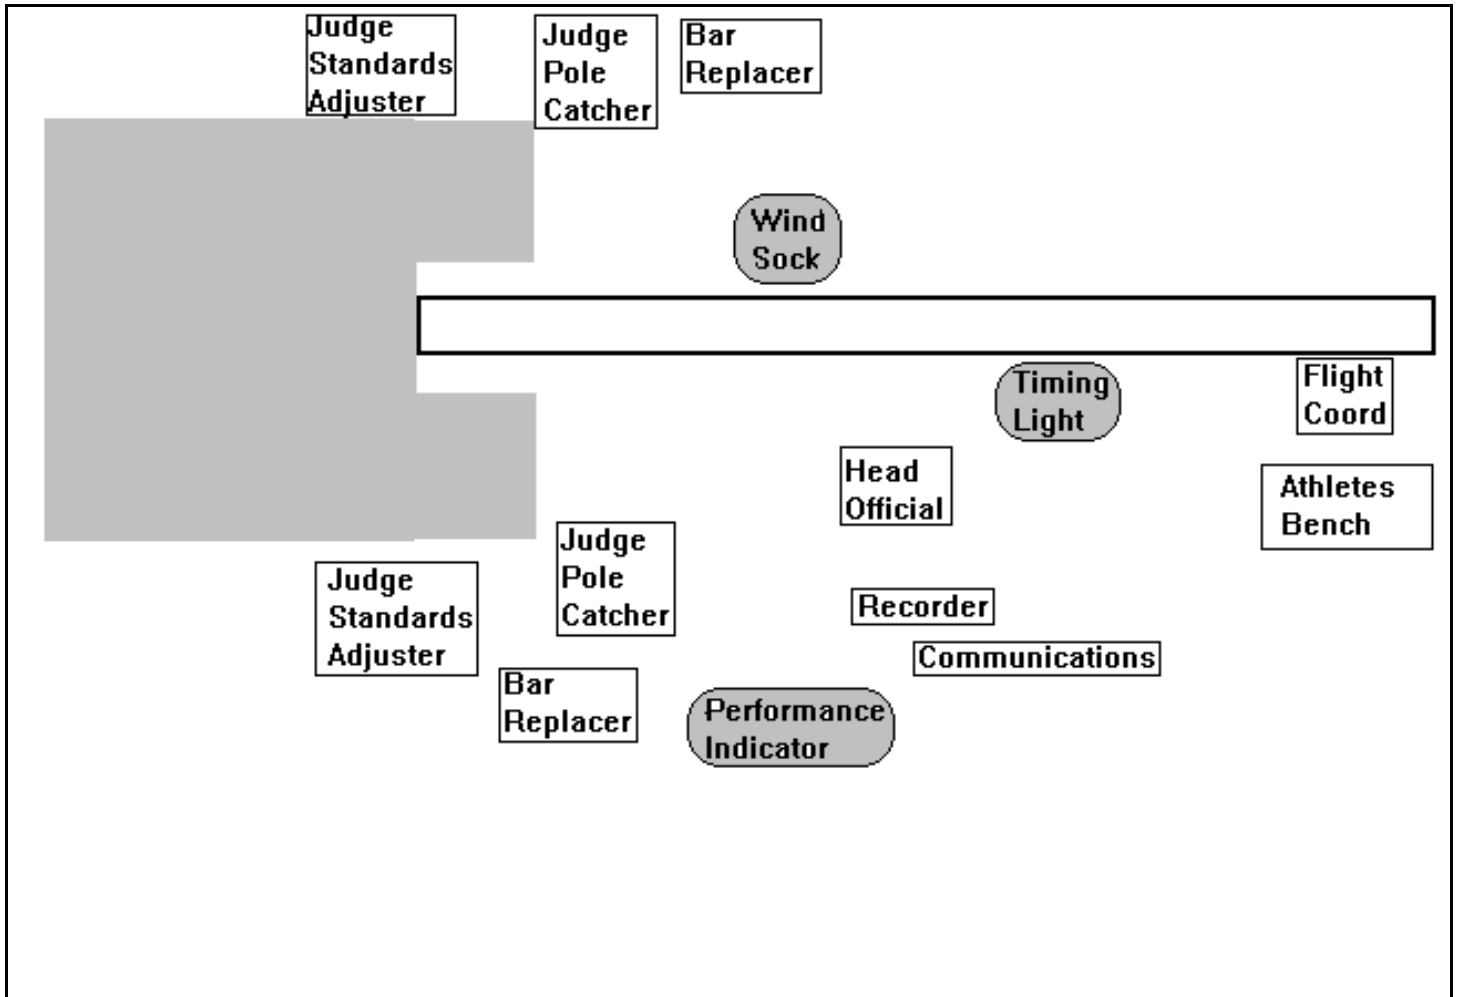 Judge
Standards
Adjuster
Judge
Pole
Catcher
Bar
Replacer
Wind
Sock
Timing
Light
Flight
Coord
Head
Official
Athletes
Bench
Judge
Pole
Catcher
Judge
Standards
Adjuster
Recorder
Communications
Bar
Replacer
Performance
Indicator